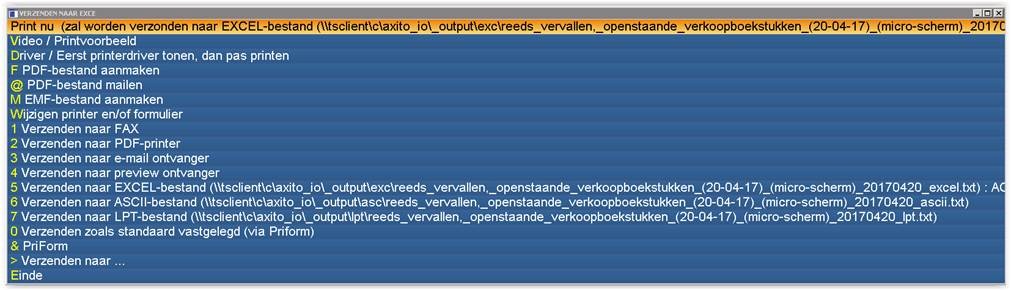 VERZENDEN NAAR EXCE
Print nu (zal worden verzonden naar EXCEL-bestand (\\tsclient\c\axito_io\_output\exc\reeds_vervallen,_openstaande_verkoopboekstukken_(20-04-17)_(micro-scherm)_20170
Video / Printvoorbeeld
Driver / Eerst printerdriver tonen, dan pas printen
F PDF-bestand aanmaken
@ PDF-bestand mailen
M EMF-bestand aanmaken
Wijzigen printer en/of formulier
1 Verzenden naar FAX
2 Verzenden naar PDF-printer
3 Verzenden naar e-mail ontvanger
4 Verzenden naar preview ontvanger
5 Verzenden naar EXCEL-bestand (\\tsclient\c\axito_io\_output\exc\reeds_vervallen,_openstaande_verkoopboekstukken_(20-04-17)_(micro-scherm)_20170420_excel.txt) : AC
6 Verzenden naar ASCII-bestand (\\tsclient\c\axito_io\_output\asc\reeds_vervallen,_openstaande_verkoopboekstukken_(20-04-17)_(micro-scherm)_20170420_ascii.txt)
7 Verzenden naar LPT-bestand (\\tsclient\c\axito_io\_output\lpt\reeds_vervallen,_openstaande_verkoopboekstukken_(20-04-17)_(micro-scherm)_20170420_lpt.txt)
0 Verzenden zoals standaard vastgelegd (via Priform)
& PriForm
> Verzenden naar ...
Einde